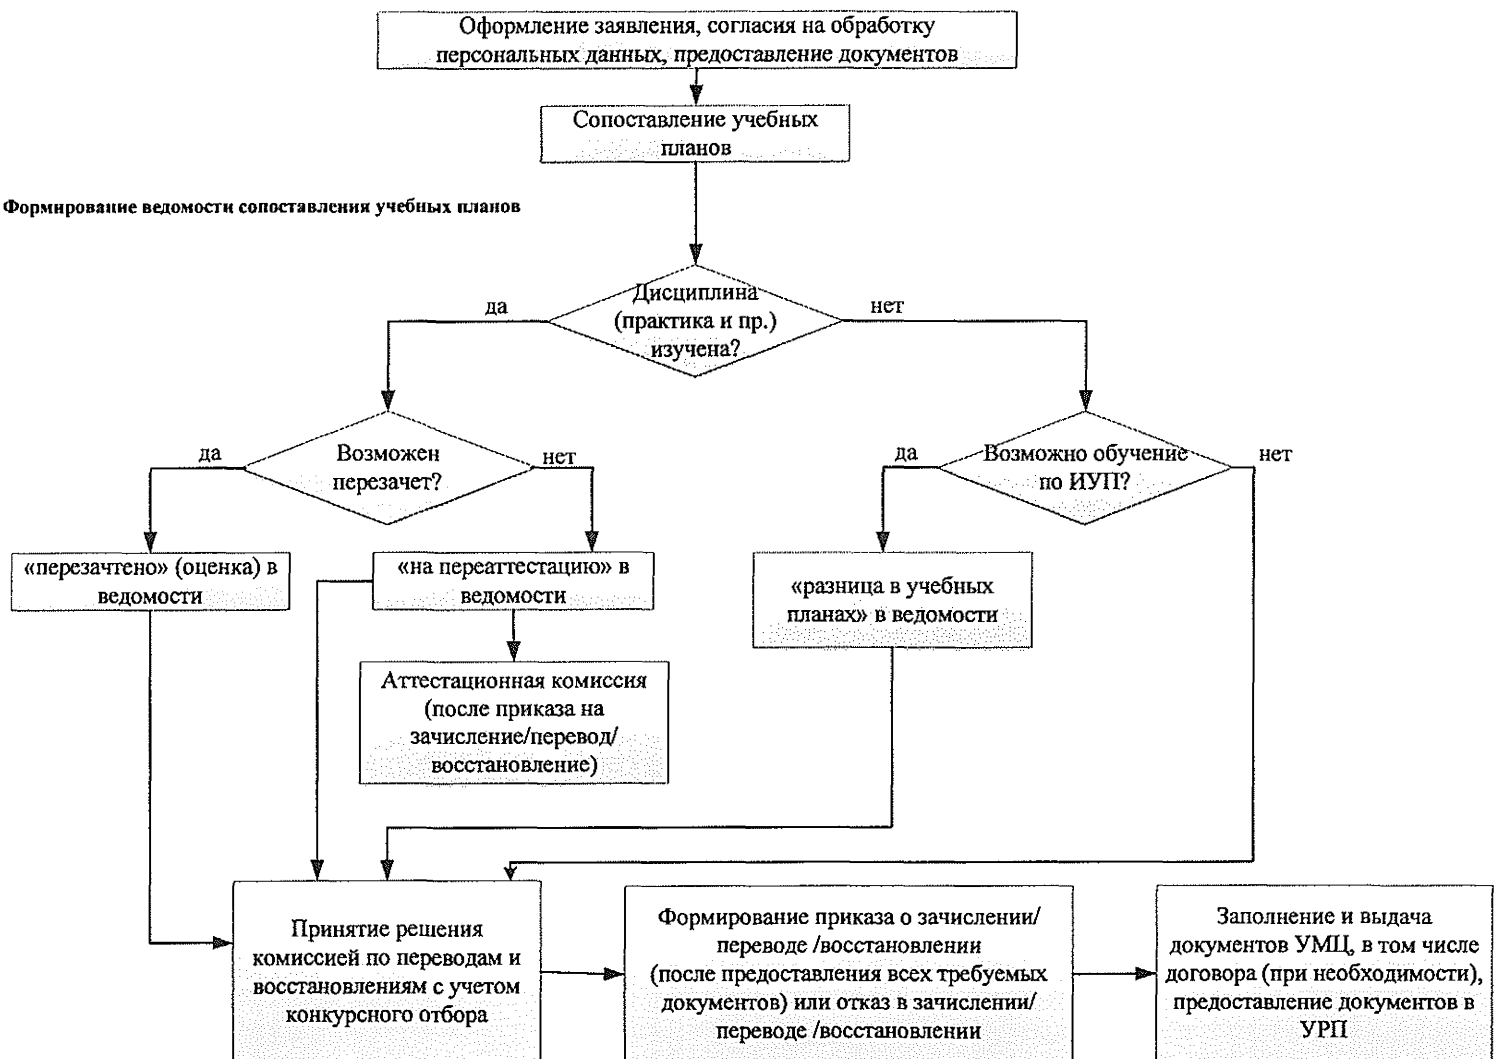 Оформление заявления, согласия на обработку
персональных данных, предоставление документов
Сопоставление учебных
планов
Формирование ведомости сопоставления учебных планов
Дисциплина
(практика и пр.)
изучена?
да
нет
Возможен
перезачет?
да
нет
Возможно обучение
по ИУП?
да
нет
«перезачтено» (оценка) в
ведомости
«на переаттестацию» в
ведомости
«разница в учебных
планах» в ведомости
Аттестационная комиссия
(после приказа на
зачисление/перевод/
восстановление)
Принятие решения
комиссией по переводам и
восстановлениям с учетом
конкурсного отбора
Формирование приказа о зачислении/
переводе /восстановлении
(после предоставления всех требуемых
документов) или отказ в зачислении/
переводе /восстановлении
Заполнение и выдача
документов УМЦ, в том числе
договора (при необходимости),
предоставление документов в
УРП